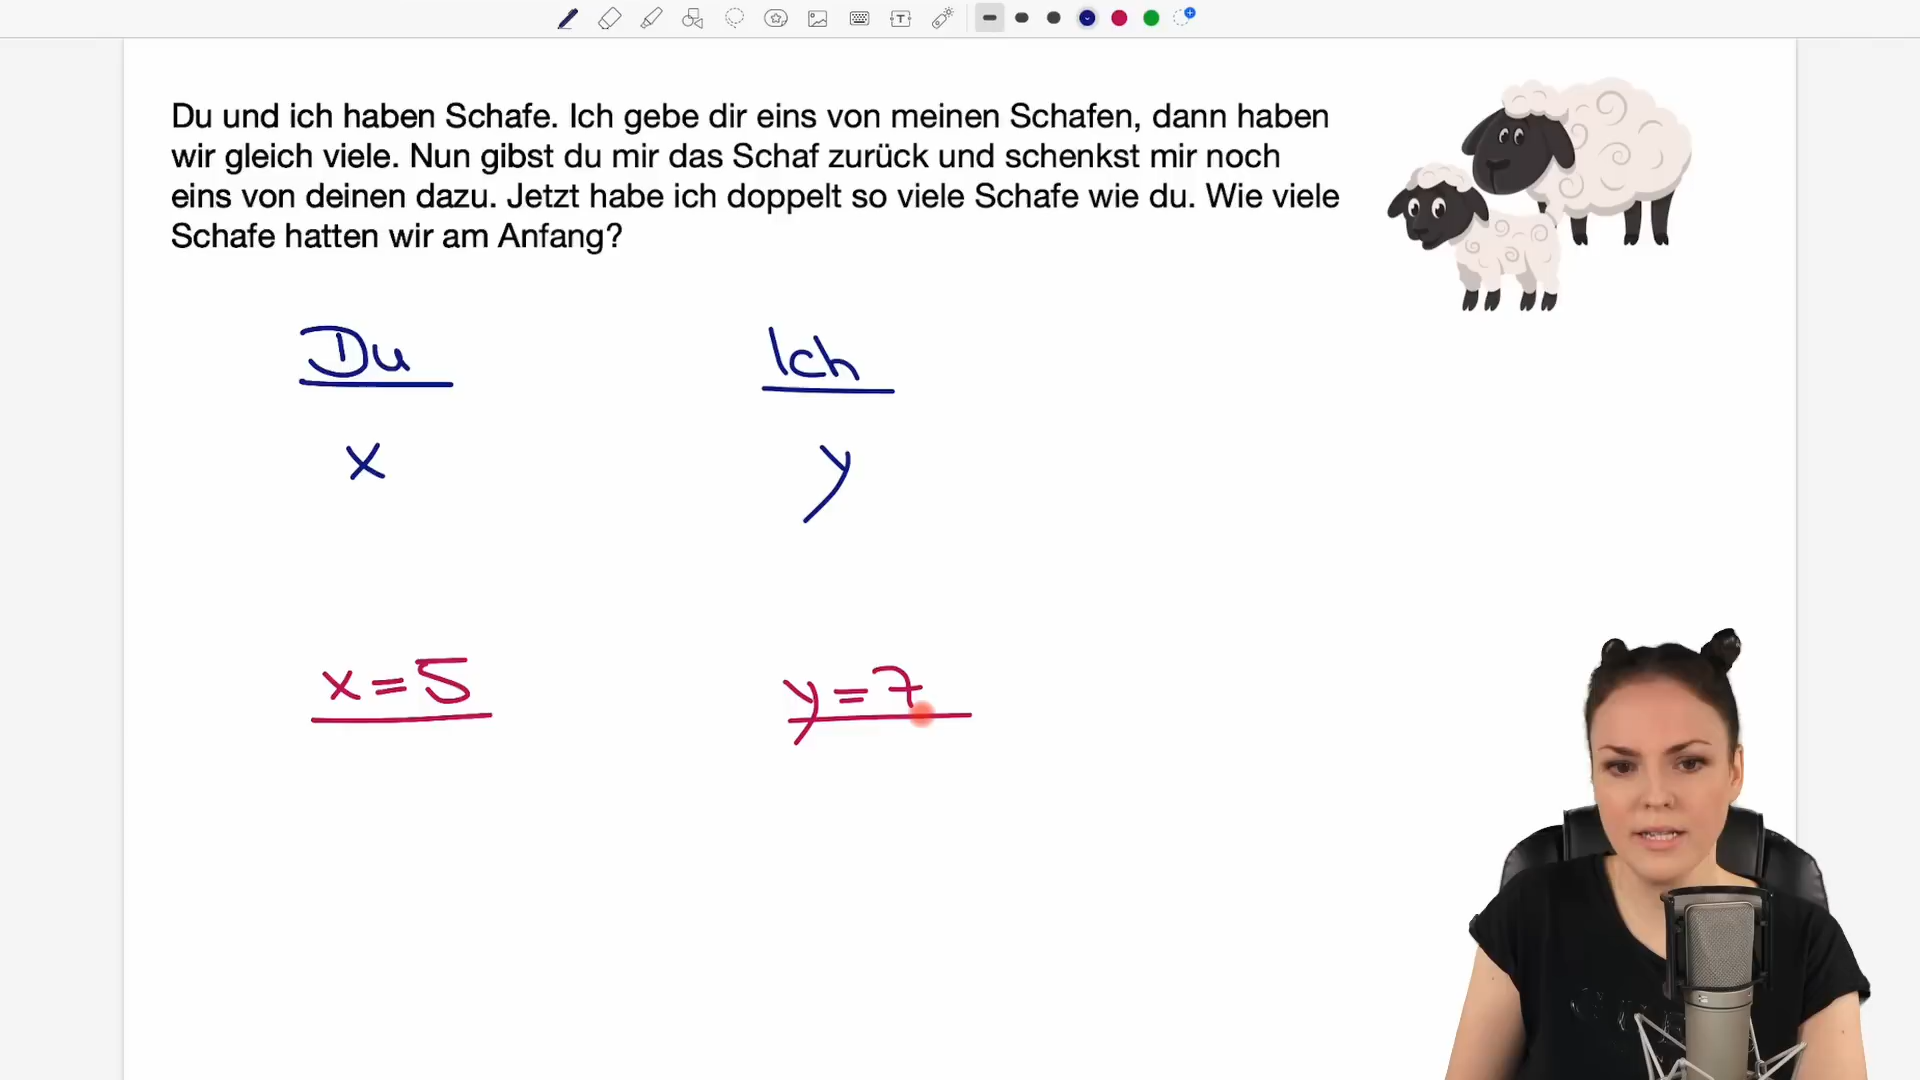 Du und ich haben Schafe. Ich gebe dir eins von meinen Schafen, dann haben
wir gleich viele. Nun gibst du mir das Schaf zurück und schenkst mir noch
eins von deinen dazu. Jetzt habe ich doppelt so viele Schafe wie du. Wie viele
Schafe hatten wir am Anfang?
Du Ich
x y
x = 5 y = 7